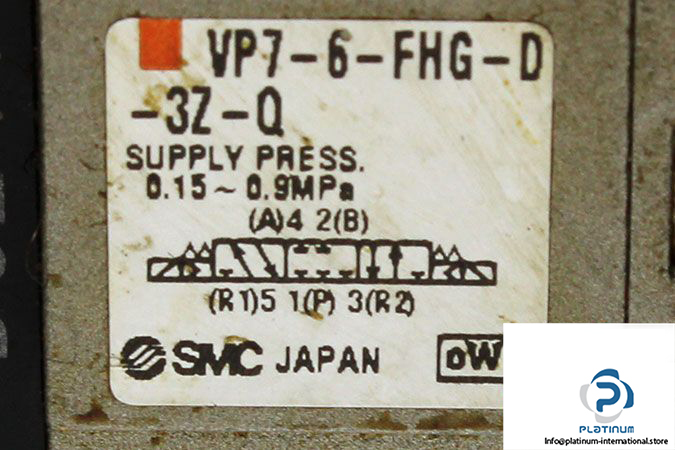 VP7-6-FHG-D
-3Z-Q
SUPPLY PRESS.
0.15~0.9MPa
(A)4 2(B)
(R1)5 1(P) 3(R2)
SMC JAPAN
oW
PLATINUM
Info@platinum-international.store